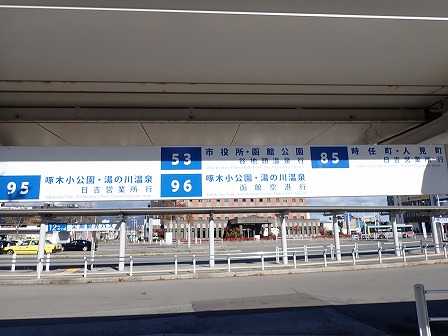 53
市役所・函館公園
谷地頭温泉行
85
時任町・人見町
日吉営業所行
95
啄木小公園・湯の川温泉
日吉営業所行
96
啄木小公園・湯の川温泉
函館空港行
12